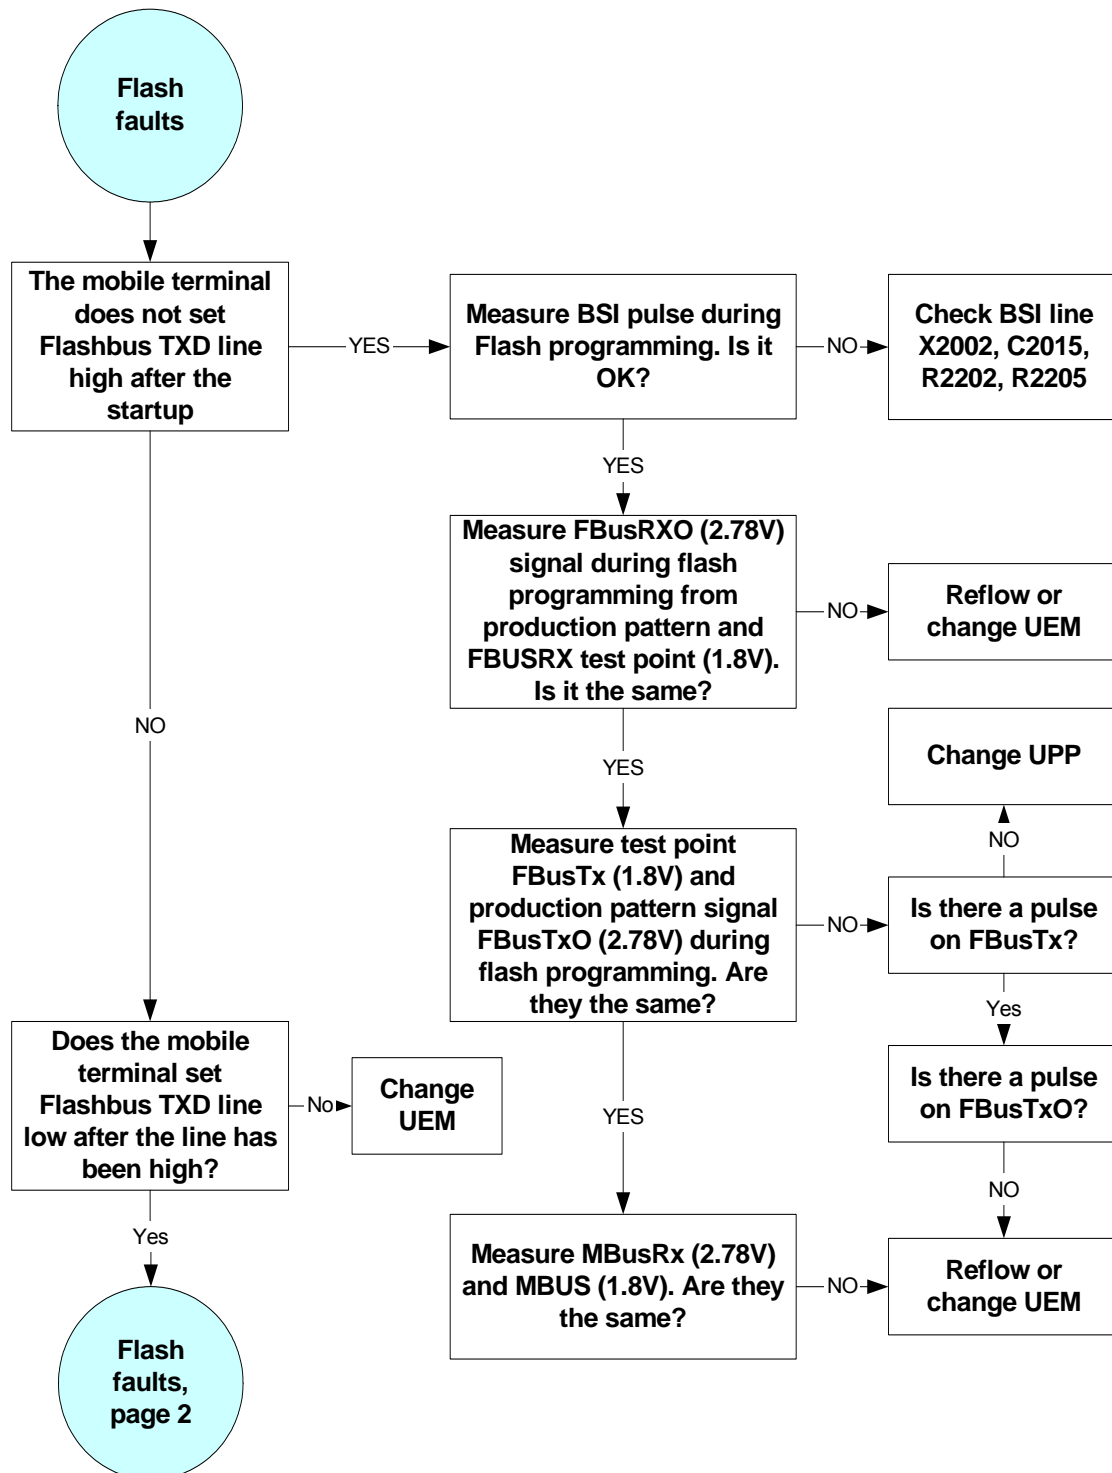 Flash
faults
The mobile terminal
does not set
Flashbus TXD line
high after the
startup
YES
Measure BSI pulse during
Flash programming. Is it
OK?
NO
Check BSI line
X2002, C2015,
R2202, R2205
YES
Measure FBusRXO (2.78V)
signal during flash
programming from
production pattern and
FBUSRX test point (1.8V).
Is it the same?
NO
Reflow or
change UEM
NO
YES
Change UPP
NO
Measure test point
FBusTx (1.8V) and
production pattern signal
FBusTxO (2.78V) during
flash programming. Are
they the same?
NO
Is there a pulse
on FBusTx?
Yes
Does the mobile
terminal set
Flashbus TXD line
low after the line has
been high?
No
Change
UEM
YES
Is there a pulse
on FBusTxO?
NO
Yes
Measure MBusRx (2.78V)
and MBUS (1.8V). Are they
the same?
NO
Reflow or
change UEM
Flash
faults,
page 2